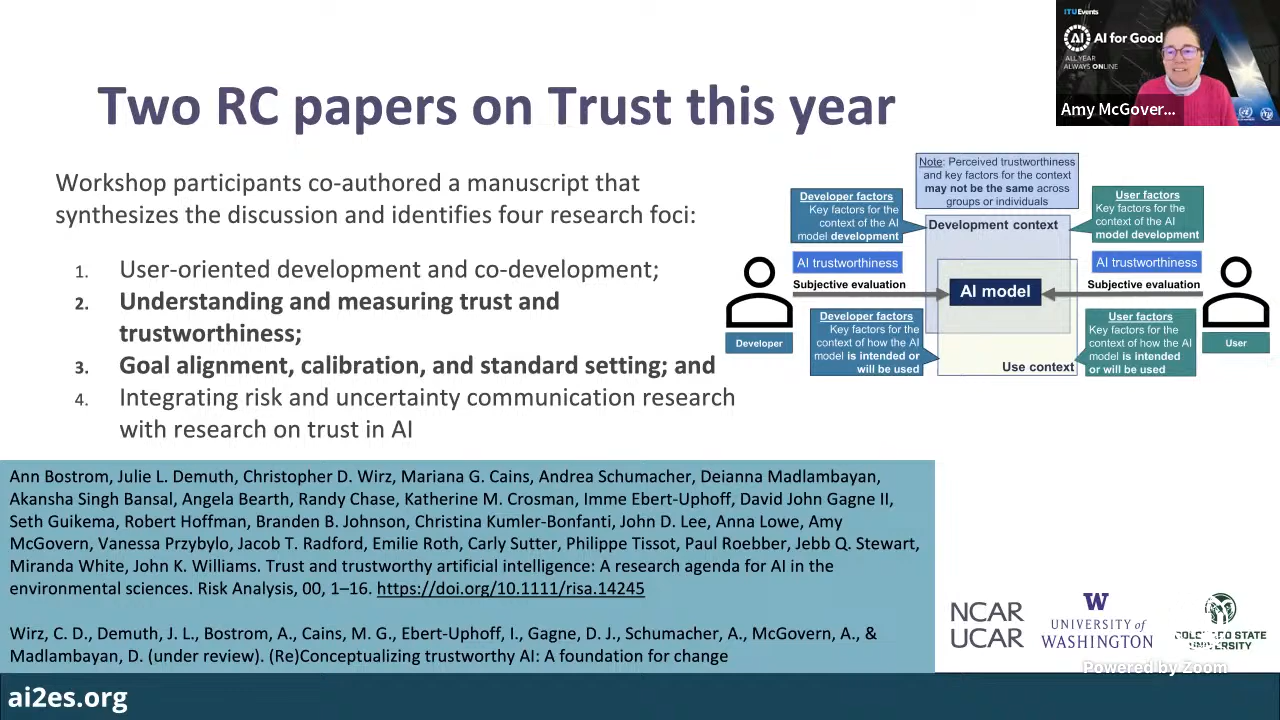 Two RC papers on Trust this year
ITUEvents
AI
AI for Good
ALL YEAR
ALWAYS ONLINE
Amy McGover...
Workshop participants co-authored a manuscript that
synthesizes the discussion and identifies four research foci:
1. User-oriented development and co-development;
2. Understanding and measuring trust and
trustworthiness;
3. Goal alignment, calibration, and standard setting; and
4. Integrating risk and uncertainty communication research
with research on trust in AI
Note: Perceived trustworthiness
and key factors for the context
may not be the same across
groups or individuals
Developer factors
Key factors for the
context of the AI
model development
User factors
Key factors for the
context of the AI
model development
Development context
AI trustworthiness
AI trustworthiness
Subjective evaluation
AI model
Subjective evaluation
Developer factors
Key factors for the
context of how the AI
model is intended or
will be used
User factors
Key factors for the
context of how the AI
model is intended
or will be used
Developer
User
Use context
Ann Bostrom, Julie L. Demuth, Christopher D. Wirz, Mariana G. Cains, Andrea Schumacher, Deianna Madlambayan,
Akansha Singh Bansal, Angela Bearth, Randy Chase, Katherine M. Crosman, Imme Ebert-Uphoff, David John Gagne II,
Seth Guikema, Robert Hoffman, Branden B. Johnson, Christina Kumler-Bonfanti, John D. Lee, Anna Lowe, Amy
McGovern, Vanessa Przybylo, Jacob T. Radford, Emilie Roth, Carly Sutter, Philippe Tissot, Paul Roebber, Jebb Q. Stewart,
Miranda White, John K. Williams. Trust and trustworthy artificial intelligence: A research agenda for AI in the
environmental sciences. Risk Analysis, 00, 1–16. https://doi.org/10.1111/risa.14245
Wirz, C. D., Demuth, J. L., Bostrom, A., Cains, M. G., Ebert-Uphoff, I., Gagne, D. J., Schumacher, A., McGovern, A., &
Madlambayan, D. (under review). (Re)Conceptualizing trustworthy AI: A foundation for change
NCAR
UCAR
W
UNIVERSITY of
WASHINGTON
STATE
UNIVERSITY
Powered by Zoom
ai2es.org